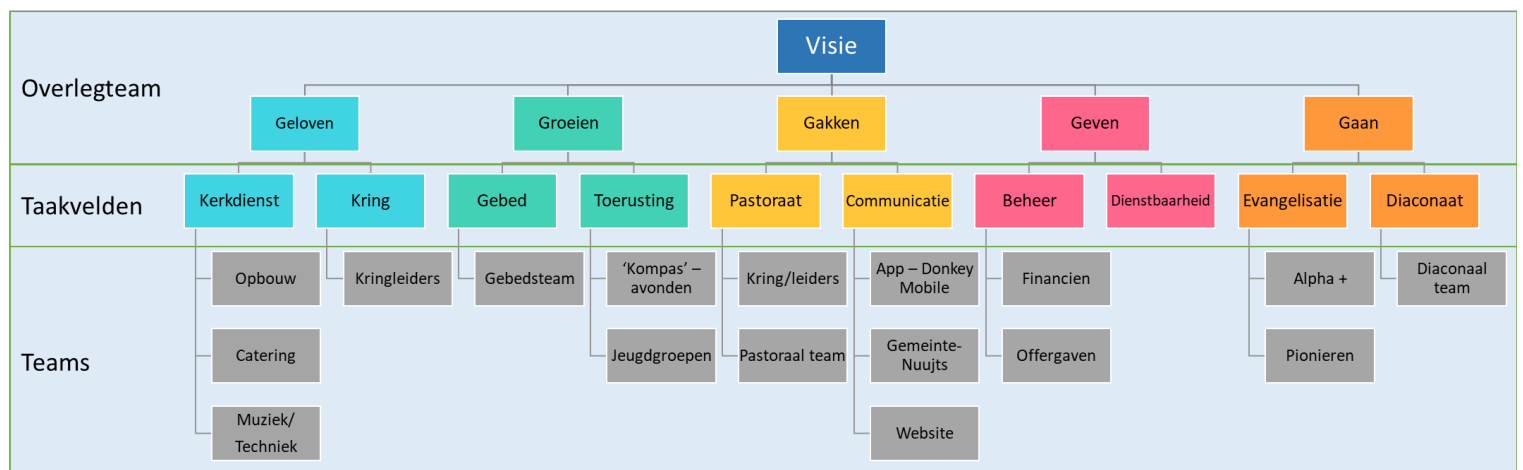 Visie
Overlegteam
Geloven
Groeien
Gakken
Geven
Gaan
Taakvelden
Kerkdienst
Kring
Gebed
Toerusting
Pastoraat
Communicatie
Beheer
Dienstbaarheid
Evangelisatie
Diaconaat
Teams
Opbouw
Kringleiders
Gebedsteam
‘Kompas’ –
avonden
Kring/leiders
App – Donkey
Mobile
Financien
Alpha +
Diaconaal
team
Catering
Jeugdgroepen
Pastoraal team
Gemeinte-
Nuujts
Offergaven
Pionieren
Muziek/
Techniek
Website